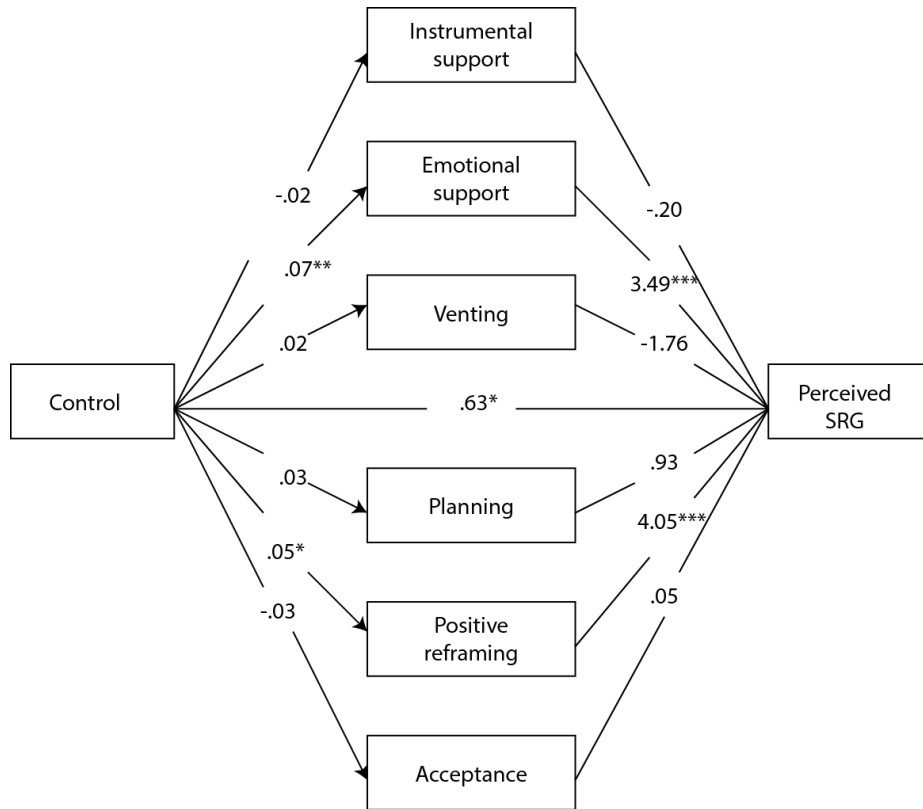 Instrumental
support
Emotional
support
Venting
Control
Perceived
SRG
Planning
Positive
reframing
Acceptance
-.02
.07**
.02
.63*
.03
.05*
-.03
-.20
3.49***
-1.76
.93
4.05***
.05